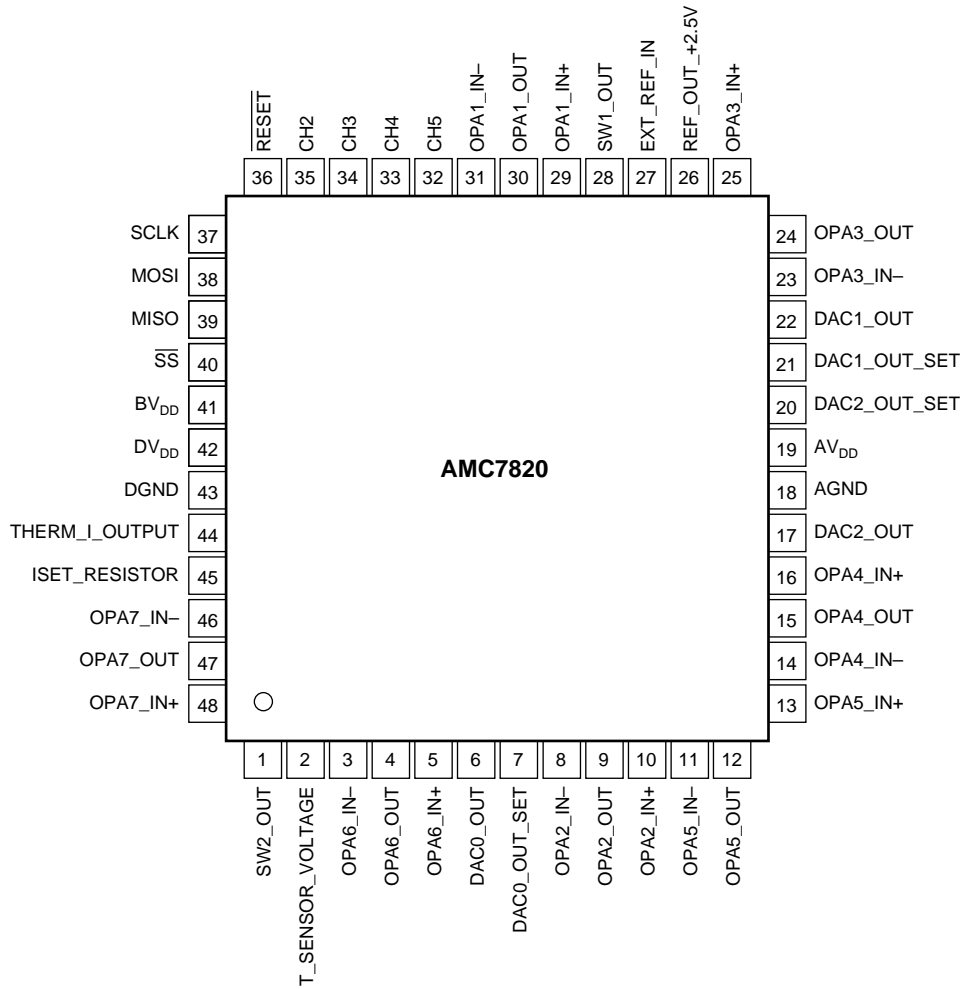 RESET
CH2
CH3
CH4
CH5
OPA1_IN–
OPA1_OUT
OPA1_IN+
SW1_OUT
EXT_REF_IN
REF_OUT_+2.5V
OPA3_IN+
36 35 34 33 32 31 30 29 28 27 26 25
SCLK 37
MOSI 38
MISO 39
SS 40
BVDD 41
DVDD 42
DGND 43
THERM_I_OUTPUT 44
ISET_RESISTOR 45
OPA7_IN– 46
OPA7_OUT 47
OPA7_IN+ 48
AMC7820
24 OPA3_OUT
23 OPA3_IN–
22 DAC1_OUT
21 DAC1_OUT_SET
20 DAC2_OUT_SET
19 AVDD
18 AGND
17 DAC2_OUT
16 OPA4_IN+
15 OPA4_OUT
14 OPA4_IN–
13 OPA5_IN+
1 2 3 4 5 6 7 8 9 10 11 12
SW2_OUT
T_SENSOR_VOLTAGE
OPA6_IN–
OPA6_OUT
OPA6_IN+
DAC0_OUT
DAC0_OUT_SET
OPA2_IN–
OPA2_OUT
OPA2_IN+
OPA5_IN–
OPA5_OUT